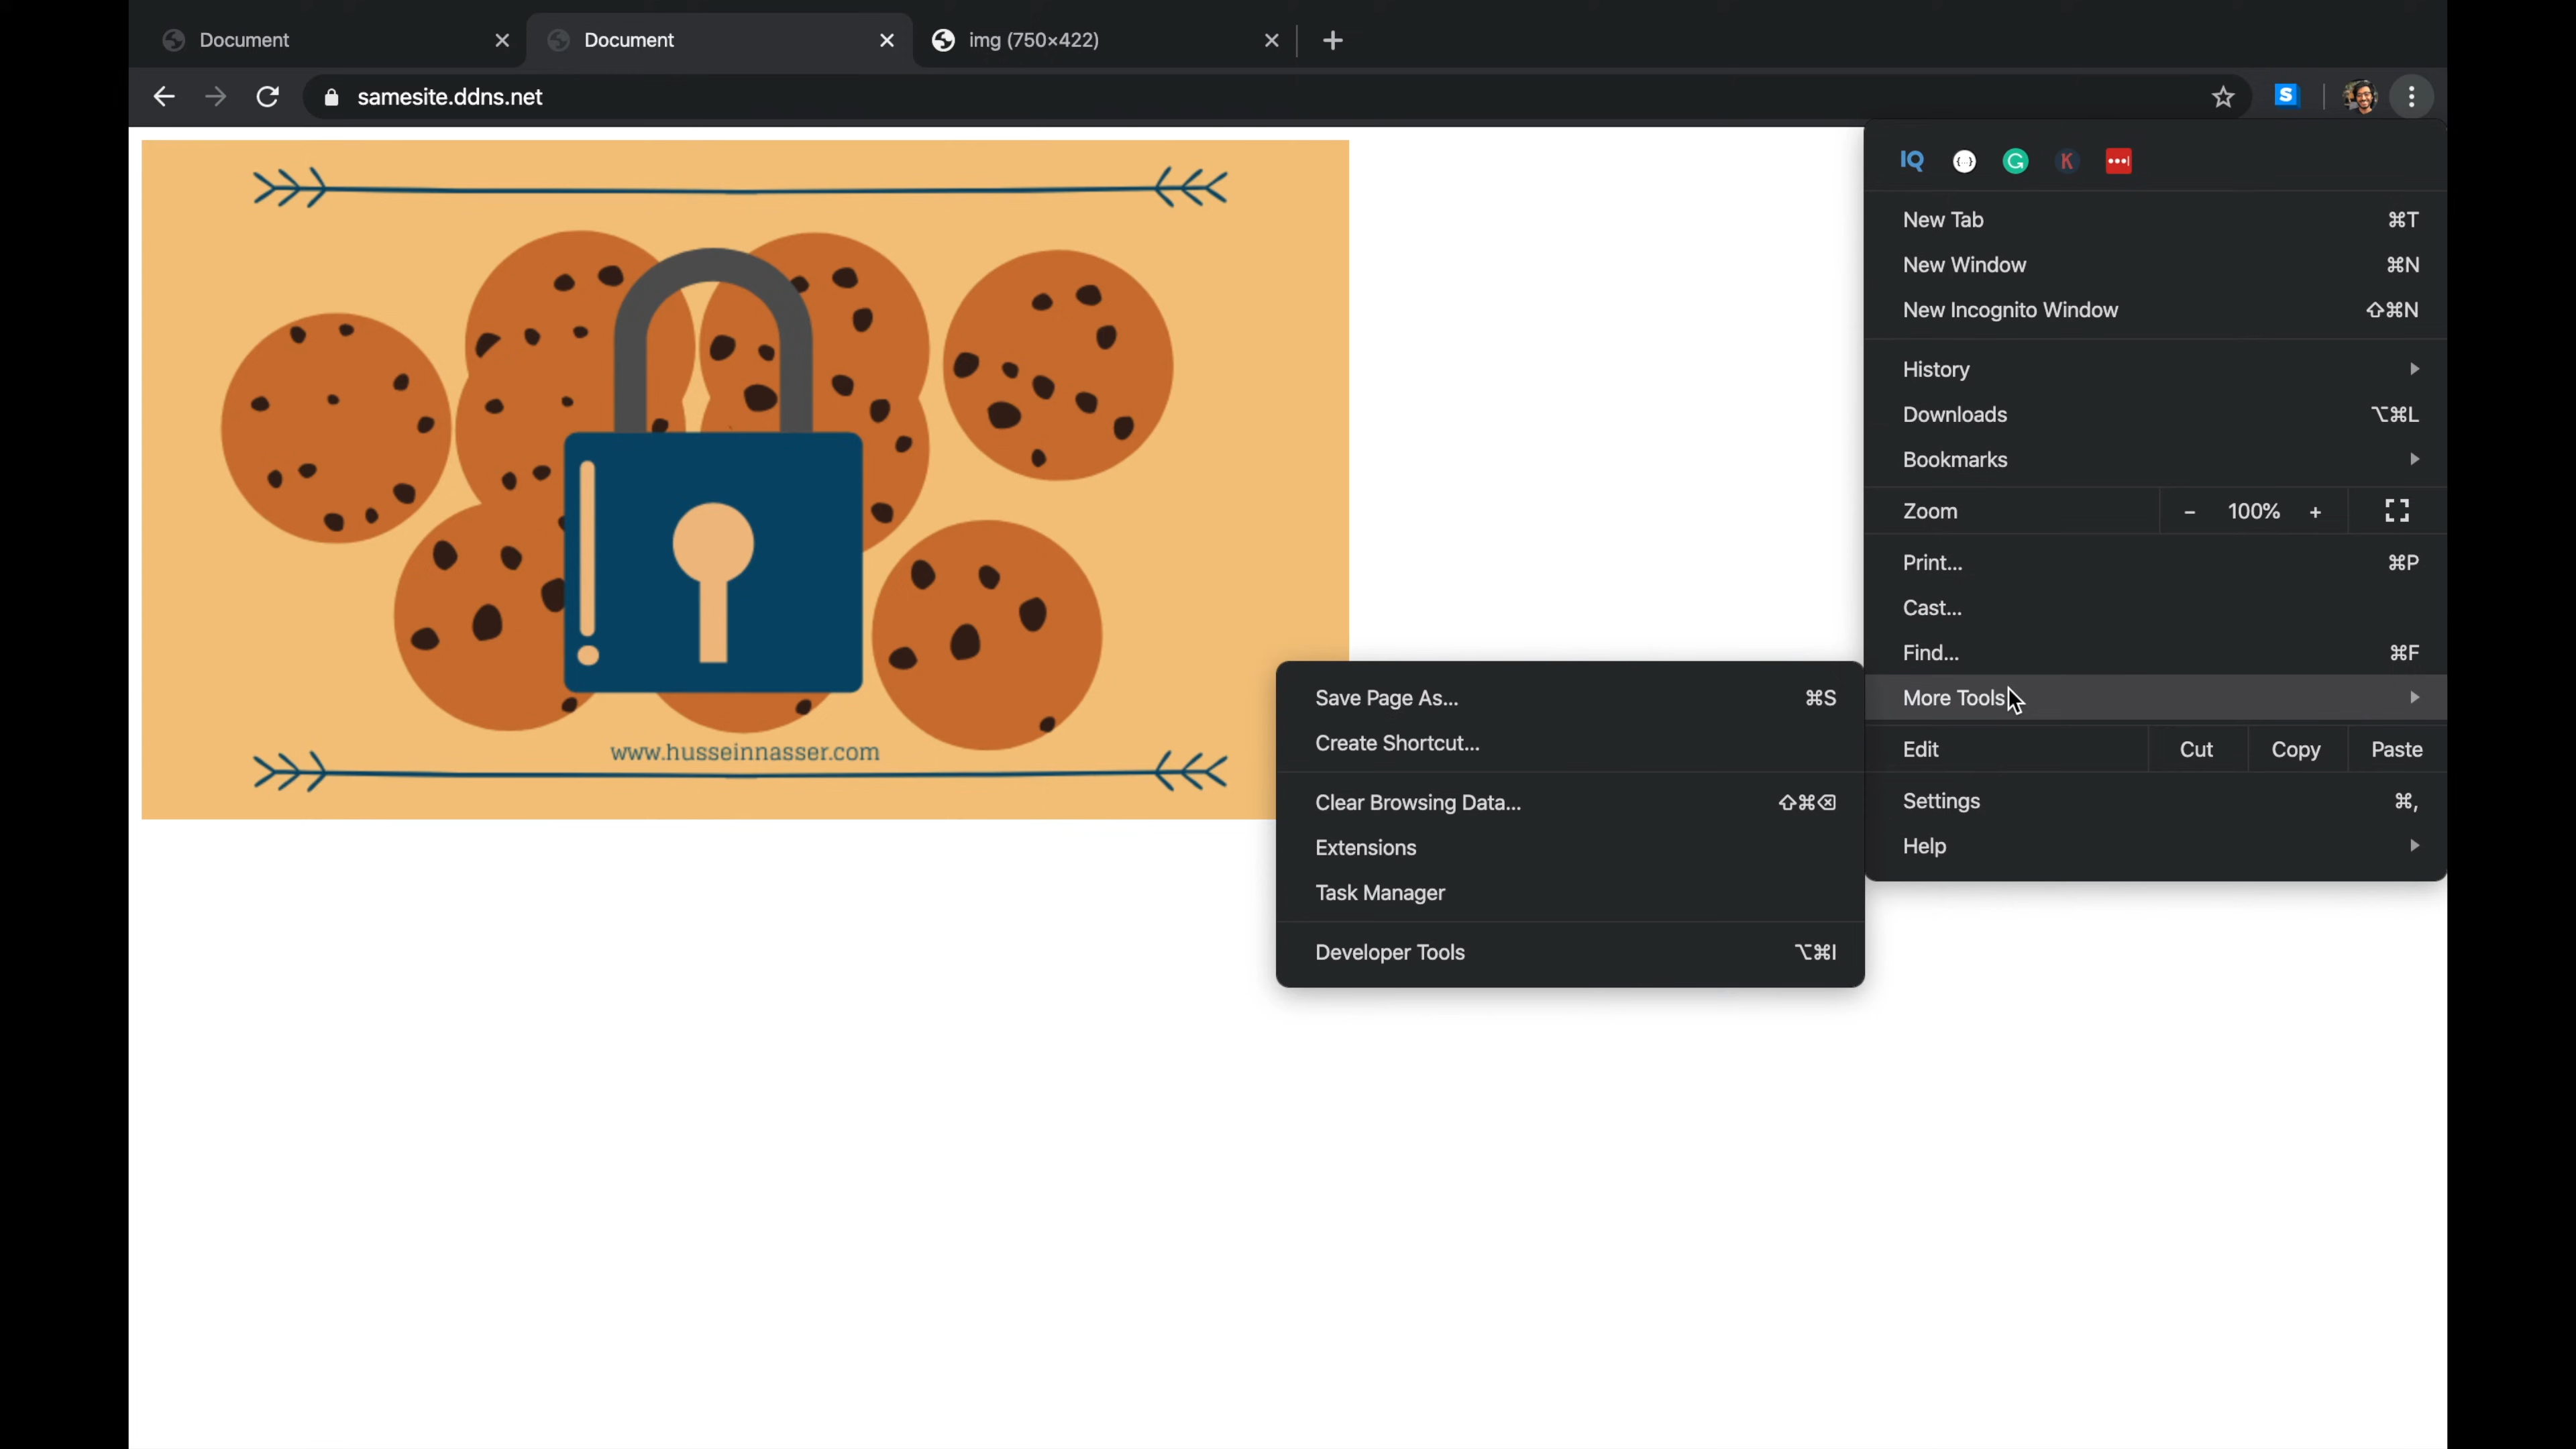 Document
Document
img (750×422)
samesite.ddns.net
S
IQ {...} G K
New Tab ⌘T
New Window ⌘N
New Incognito Window ⇧⌘N
History
Downloads ⌥⌘L
Bookmarks
Zoom - 100% +
Print... ⌘P
Cast...
Find... ⌘F
More Tools
Edit Cut Copy Paste
Settings ⌘,
Help
Save Page As... ⌘S
Create Shortcut...
Clear Browsing Data... ⇧⌘⌫
Extensions
Task Manager
Developer Tools ⌥⌘I
www.husseinnasser.com